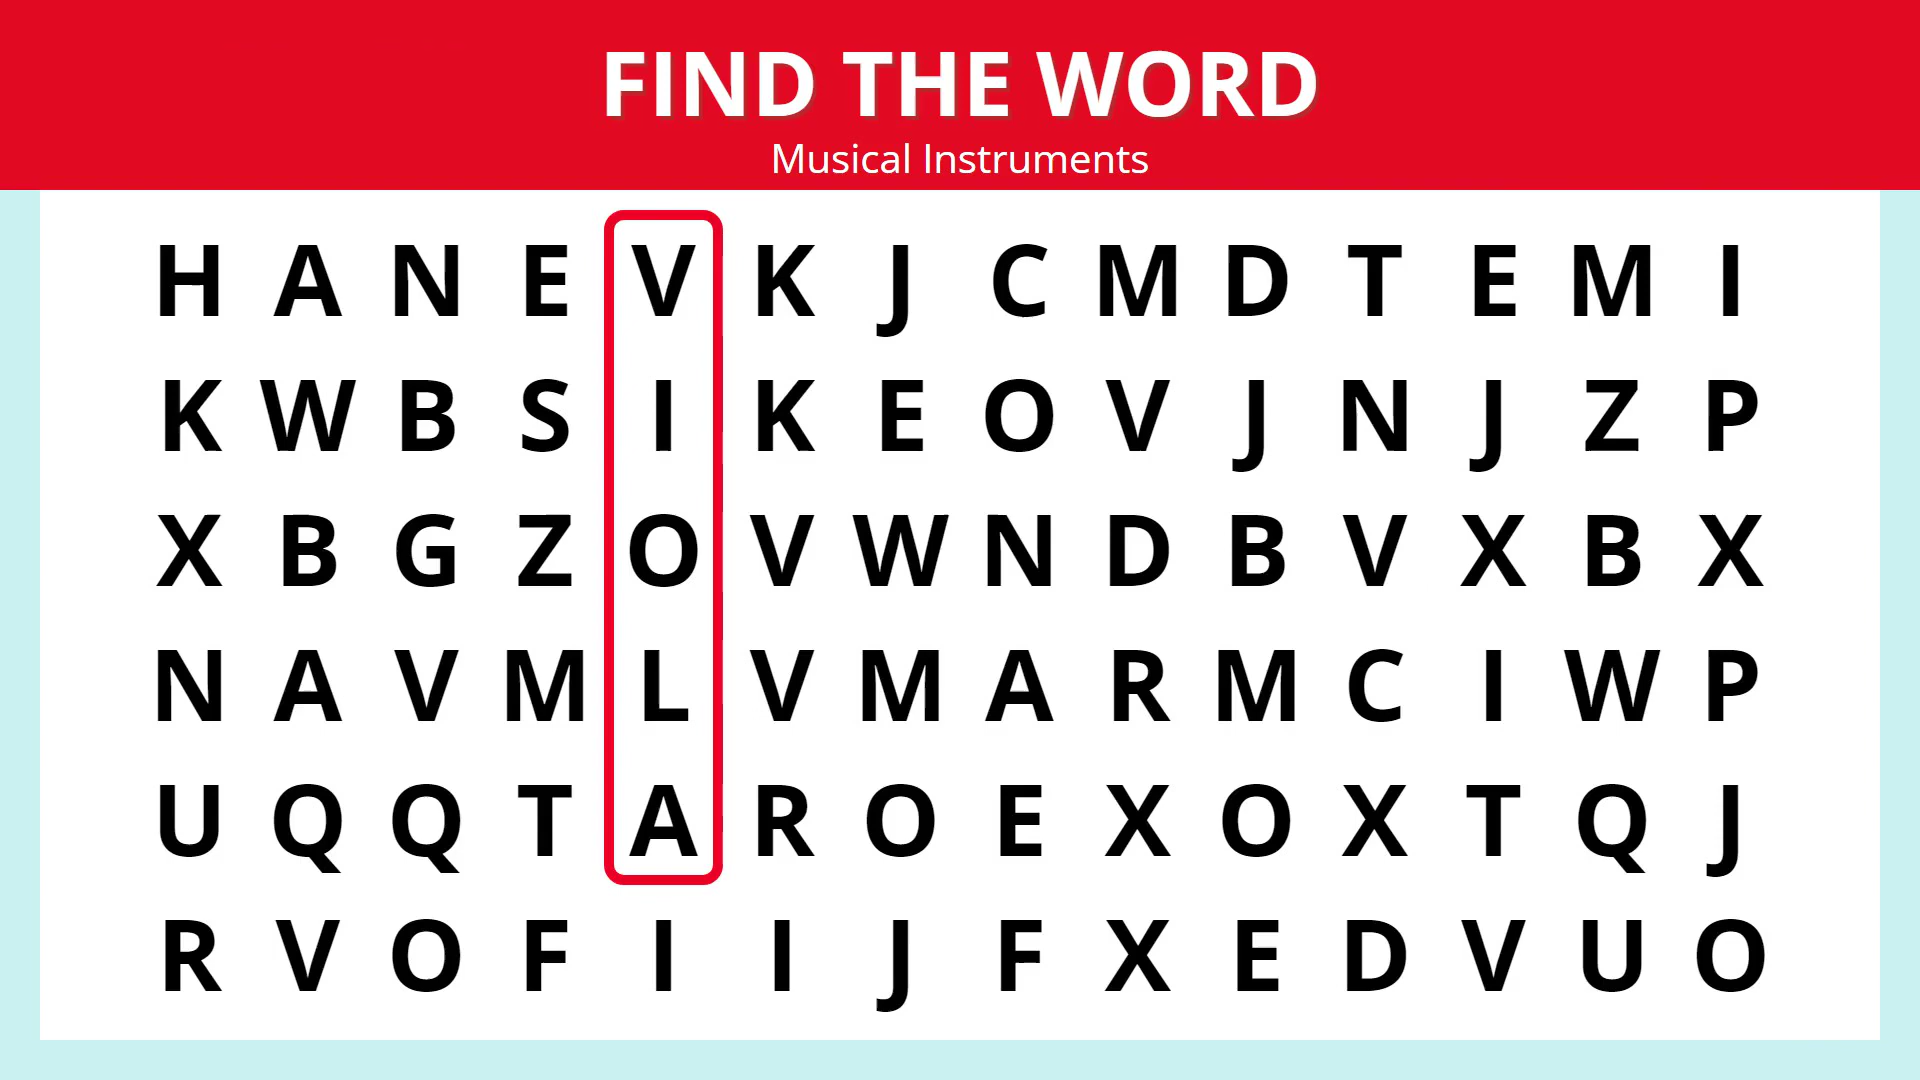 FIND THE WORD
Musical Instruments
H A N E V K J C M D T E M I
K W B S I K E O V J N J Z P
X B G Z O V W N D B V X B X
N A V M L V M A R M C I W P
U Q Q T A R O E X O X T Q J
R V O F I I J F X E D V U O